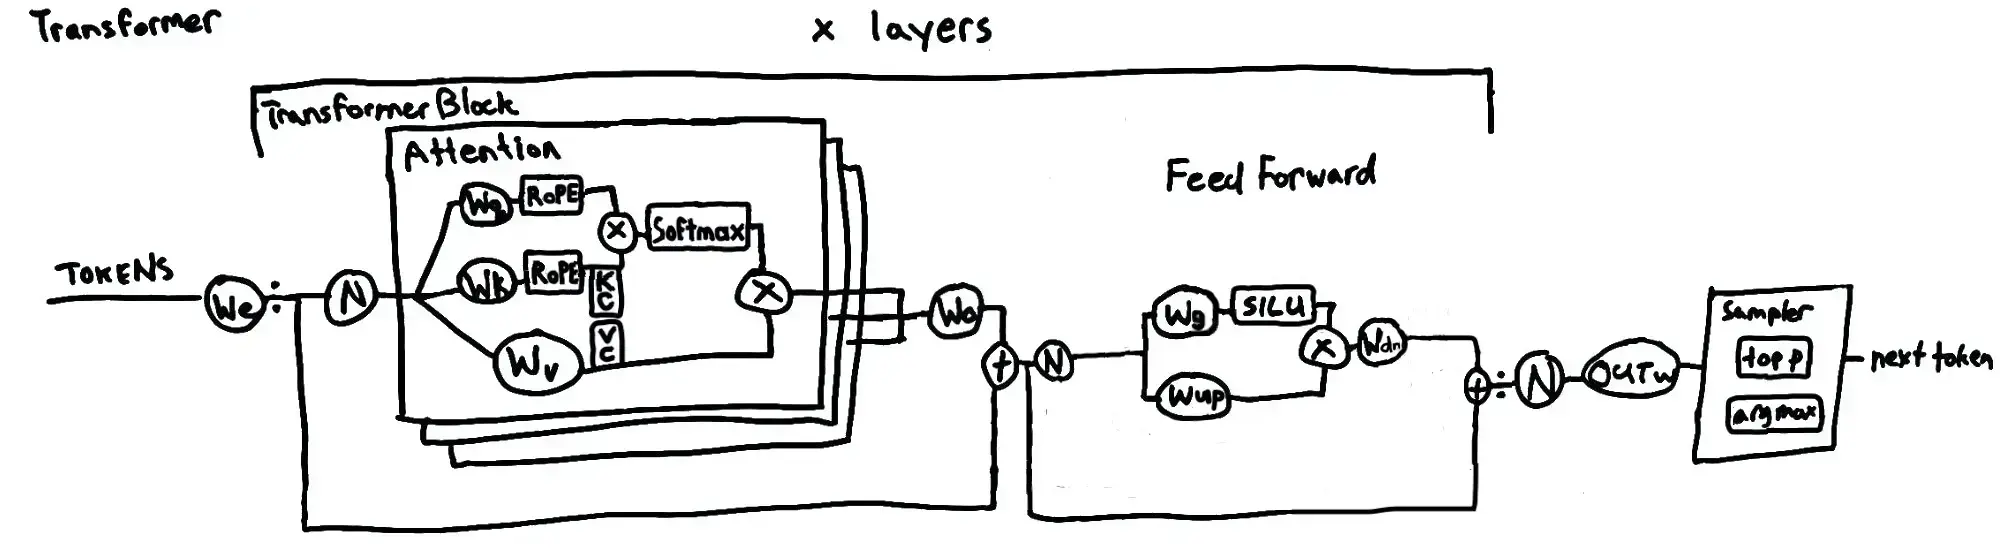 Transformer
x layers
Transformer Block
Attention
Feed Forward
TOKENS
We
N
Wq
RoPE
x
Softmax
Wk
RoPE
KC
Wv
VC
x
Wo
+
N
Wg
SILU
x
Wdn
Wup
+
N
OUTw
Sampler
top p
argmax
next token